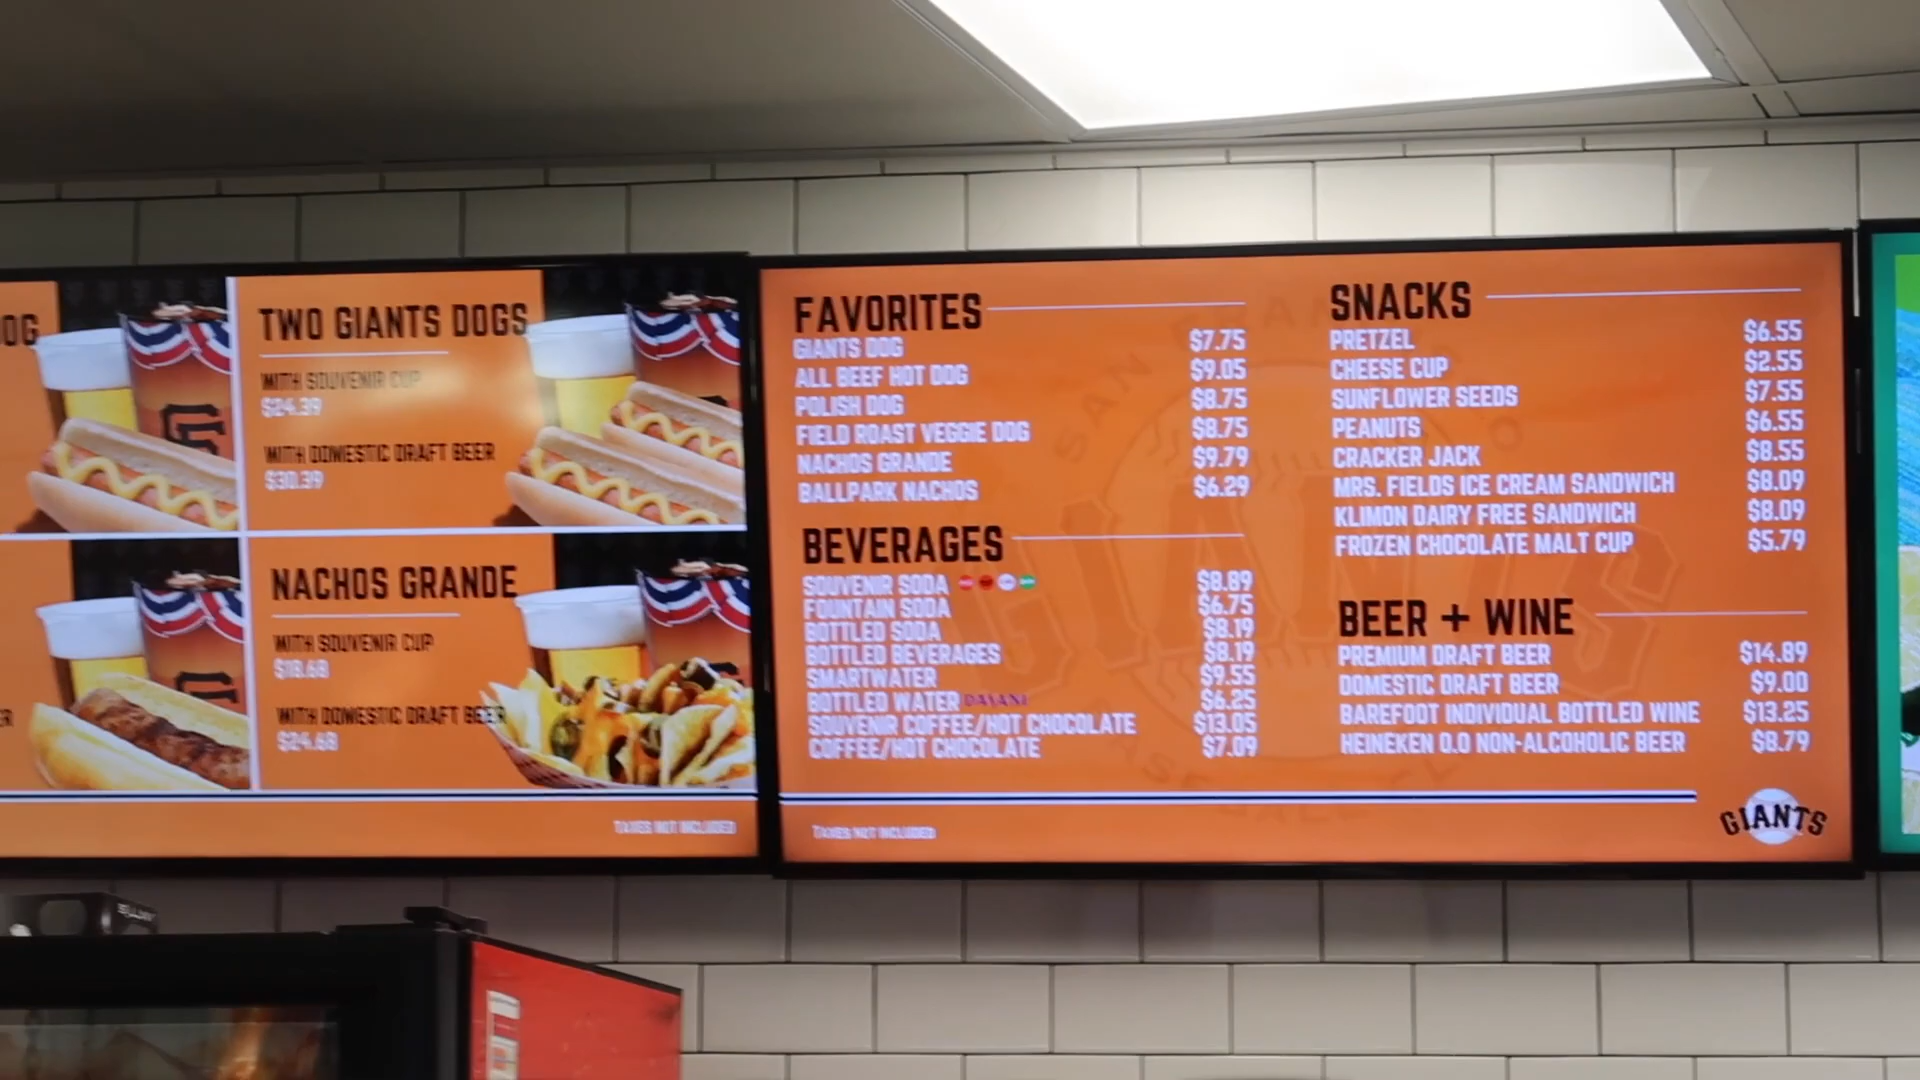 OG
TWO GIANTS DOGS
WITH SOUVENIR CUP
$24.39
WITH DOMESTIC DRAFT BEER
$30.39
NACHOS GRANDE
WITH SOUVENIR CUP
$18.68
WITH DOMESTIC DRAFT BEER
$24.68
ER
TAXES NOT INCLUDED
FAVORITES
GIANTS DOG $7.75
ALL BEEF HOT DOG $9.05
POLISH DOG $8.75
FIELD ROAST VEGGIE DOG $8.75
NACHOS GRANDE $9.79
BALLPARK NACHOS $6.29
BEVERAGES
SOUVENIR SODA $8.89
FOUNTAIN SODA $6.75
BOTTLED SODA $8.19
BOTTLED BEVERAGES $8.19
SMARTWATER $9.55
BOTTLED WATER DASANI $6.25
SOUVENIR COFFEE/HOT CHOCOLATE $13.05
COFFEE/HOT CHOCOLATE $7.09
TAXES NOT INCLUDED
SNACKS
PRETZEL $6.55
CHEESE CUP $2.55
SUNFLOWER SEEDS $7.55
PEANUTS $6.55
CRACKER JACK $8.55
MRS. FIELDS ICE CREAM SANDWICH $8.09
KLIMON DAIRY FREE SANDWICH $8.09
FROZEN CHOCOLATE MALT CUP $5.79
BEER + WINE
PREMIUM DRAFT BEER $14.89
DOMESTIC DRAFT BEER $9.00
BAREFOOT INDIVIDUAL BOTTLED WINE $13.25
HEINEKEN 0.0 NON-ALCOHOLIC BEER $8.79
GIANTS